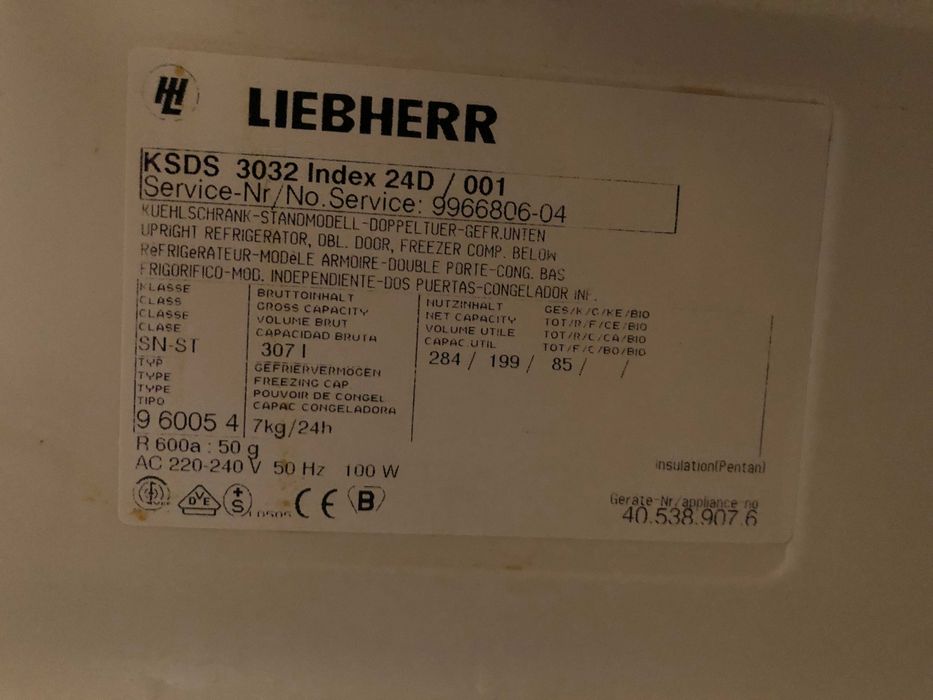 LIEBHERR
KSDS 3032 Index 24D / 001
Service-Nr/No.Service: 9966806-04
KUEHLSCHRANK-STANDMODELL-DOPPELTUER-GEFR.UNTEN
UPRIGHT REFRIGERATOR, DBL. DOOR, FREEZER COMP. BELOW
ReFRIGeRATEUR-MODeLE ARMOIRE-DOUBLE PORTE-CONG. BAS
FRIGORIFICO-MOD. INDEPENDIENTE-DOS PUERTAS-CONGELADOR INF.
KLASSE
CLASS
CLASSE
CLASE
SN-ST
TYP
TYPE
TYPE
TIPO
9 6005 4
BRUTTOINHALT
GROSS CAPACITY
VOLUME BRUT
CAPACIDAD BRUTA
307 l
GEFRIERVERMÖGEN
FREEZING CAP
POUVOIR DE CONGEL
CAPAC CONGELADORA
7kg/24h
NUTZINHALT GES/K/G/KE/BIO
NET CAPACITY TOT/R/F/CE/BIO
VOLUME UTILE TOT/R/C/CA/BIO
CAPAC.UTIL TOT/F/C/BO/BIO
284 / 199 / 85 / /
R 600a : 50 g
AC 220-240 V 50 Hz 100 W
insulation(Pentan)
DVE +S CE B
Geräte-Nr/appliance no
40.538.907.6